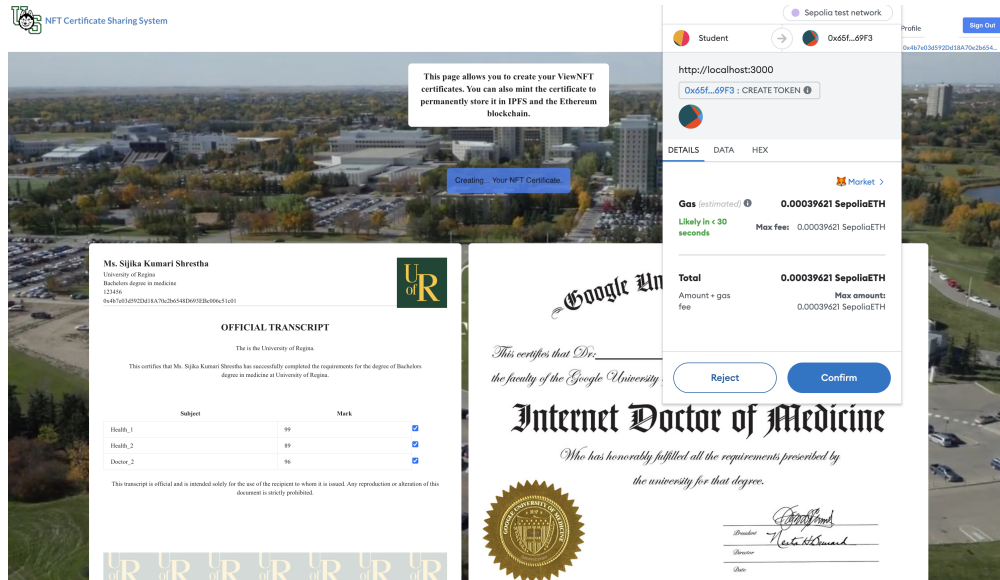 NFT Certificate Sharing System
Profile
Sign Out
0x4b7e03d592Dd18A70e2b654...
This page allows you to create your ViewNFT
certificates. You can also mint the certificate to
permanently store it in IPFS and the Ethereum
blockchain.
Creating... Your NFT Certificate.
Sepolia test network
Student
0x65f...69F3
http://localhost:3000
0x65f...69F3 : CREATE TOKEN
DETAILS DATA HEX
Market >
Gas (estimated) 0.00039621 SepoliaETH
Likely in < 30
seconds
Max fee: 0.00039621 SepoliaETH
Total 0.00039621 SepoliaETH
Amount + gas
fee
Max amount:
0.00039621 SepoliaETH
Reject
Confirm
Ms. Sijika Kumari Shrestha
University of Regina
Bachelors degree in medicine
123456
0x4b7e03d592Dd18A70c2b6548D693EBc006c51c01
U of R
OFFICIAL TRANSCRIPT
The is the University of Regina.
This certifies that Ms. Sijika Kumari Shrestha has successfully completed the requirements for the degree of Bachelors
degree in medicine at University of Regina.
Subject Mark
Health_1 99
Health_2 89
Doctor_2 96
This transcript is official and is intended solely for the use of the recipient to whom it is issued. Any reproduction or alteration of this
document is strictly prohibited.
Google Un
This certifies that Dr:
the faculty of the Google University
Internet Doctor of Medicine
Who has honorably fulfilled all the requirements prescribed by
the university for that degree.
GOOGLE UNIVERSITY OF MEDICINE
President
Director
Date